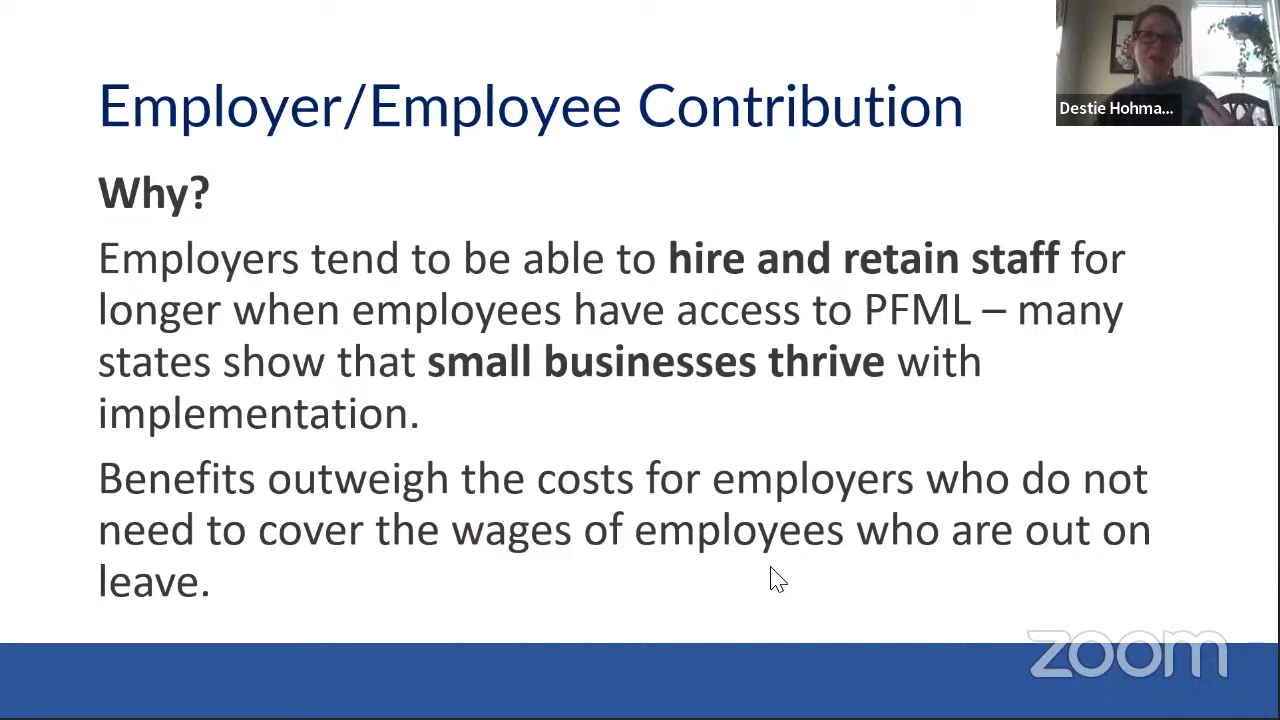 Employer/Employee Contribution
Destie Hohma...
Why?
Employers tend to be able to hire and retain staff for
longer when employees have access to PFML – many
states show that small businesses thrive with
implementation.
Benefits outweigh the costs for employers who do not
need to cover the wages of employees who are out on
leave.
zoom